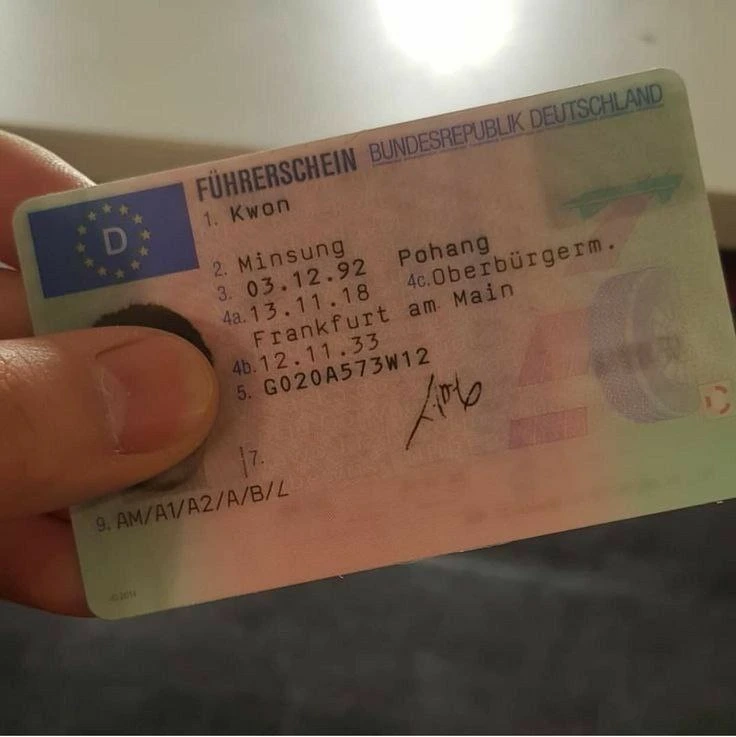 FÜHRERSCHEIN BUNDESREPUBLIK DEUTSCHLAND
D
1. Kwon
2. Minsung
3. 03.12.92 Pohang
4a. 13.11.18 4c. Oberbürgerm.
Frankfurt am Main
4b. 12.11.33
5. G020A573W12
7.
9. AM/A1/A2/A/B/L